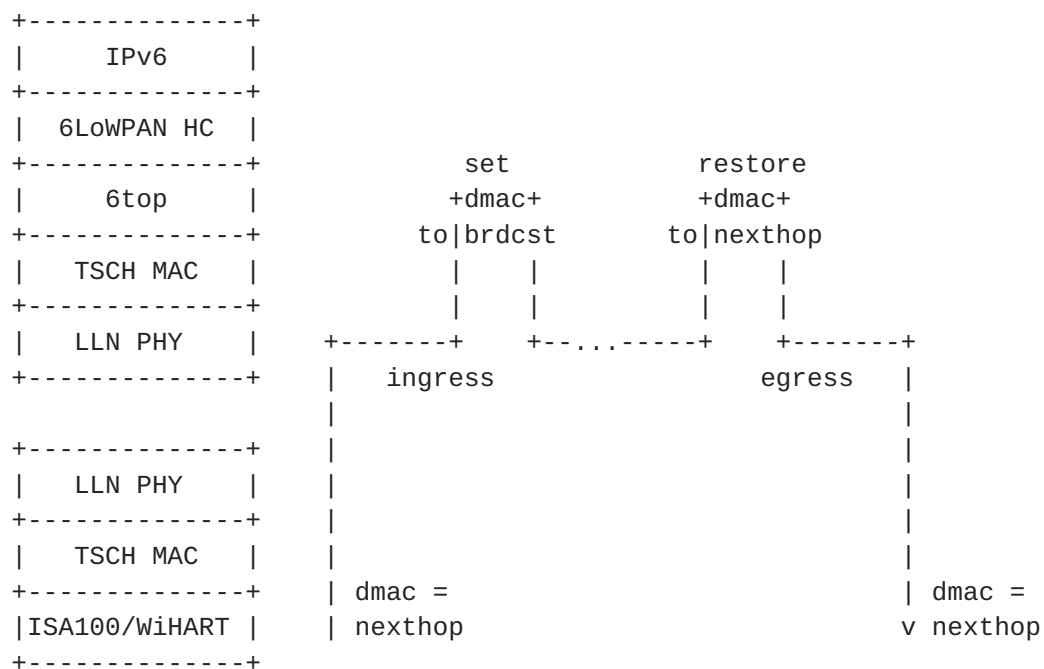 +--------------+
|     IPv6     |
+--------------+
|  6LoWPAN HC  |
+--------------+             set             restore
|     6top     |            +dmac+          +dmac+
+--------------+          to|brdcst       to|nexthop
|   TSCH MAC   |            |    |          |    |
+--------------+            |    |          |    |
|   LLN PHY    |    +-------+    +--...-----+    +-------+
+--------------+    |   ingress                 egress   |
                    |                                    |
+--------------+    |                                    |
|   LLN PHY    |    |                                    |
+--------------+    |                                    |
|   TSCH MAC   |    |                                    |
+--------------+    | dmac =                             | dmac =
|ISA100/WiHART |    | nexthop                            v nexthop
+--------------+